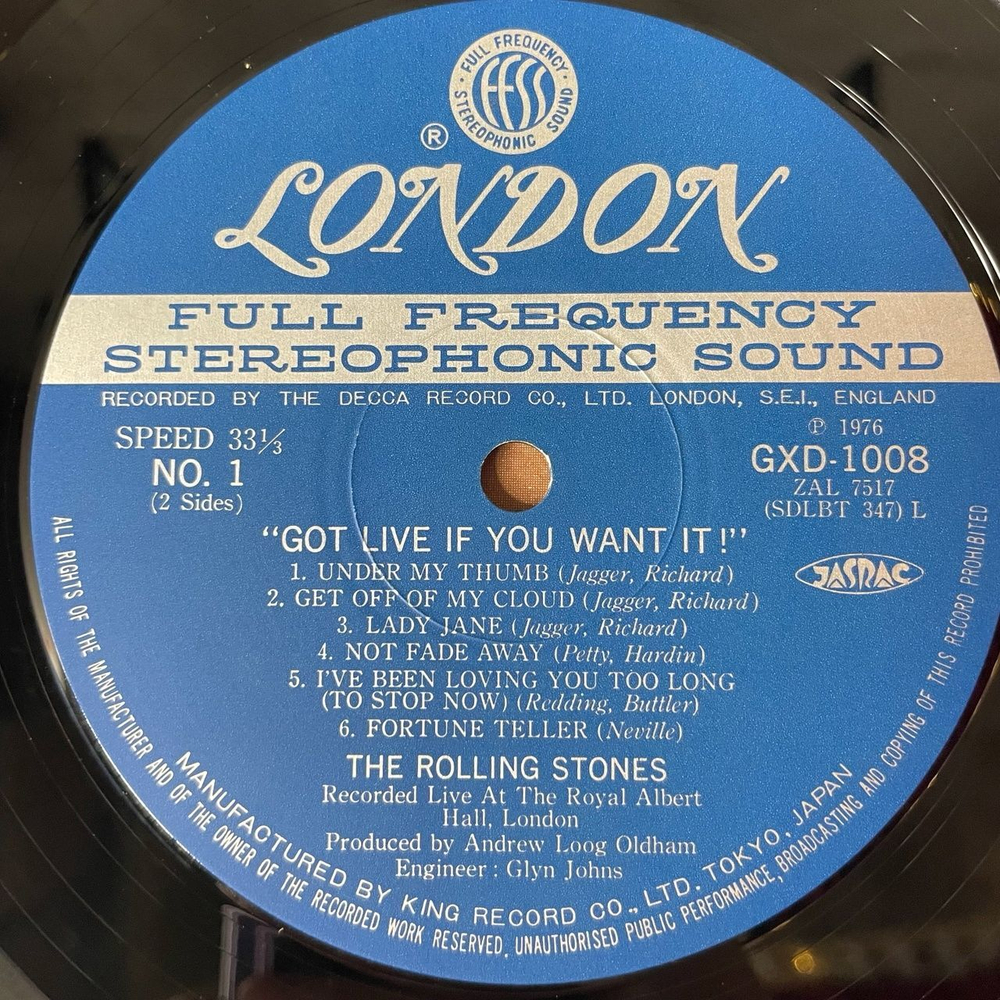 FULL FREQUENCY
STEREOPHONIC SOUND
FFSS
®
LONDON
FULL FREQUENCY
STEREOPHONIC SOUND
RECORDED BY THE DECCA RECORD CO., LTD. LONDON, S.E.I., ENGLAND
SPEED 33⅓
NO. 1
(2 Sides)
℗ 1976
GXD-1008
ZAL 7517
(SDLBT 347) L
JASRAC
"GOT LIVE IF YOU WANT IT!"
1. UNDER MY THUMB (Jagger, Richard)
2. GET OFF OF MY CLOUD (Jagger, Richard)
3. LADY JANE (Jagger, Richard)
4. NOT FADE AWAY (Petty, Hardin)
5. I'VE BEEN LOVING YOU TOO LONG
(TO STOP NOW) (Redding, Buttler)
6. FORTUNE TELLER (Neville)
THE ROLLING STONES
Recorded Live At The Royal Albert
Hall, London
Produced by Andrew Loog Oldham
Engineer : Glyn Johns
MANUFACTURED BY KING RECORD CO., LTD. TOKYO, JAPAN
ALL RIGHTS OF THE MANUFACTURER AND OF THE OWNER OF THE RECORDED WORK RESERVED. UNAUTHORISED PUBLIC PERFORMANCE, BROADCASTING AND COPYING OF THIS RECORD PROHIBITED